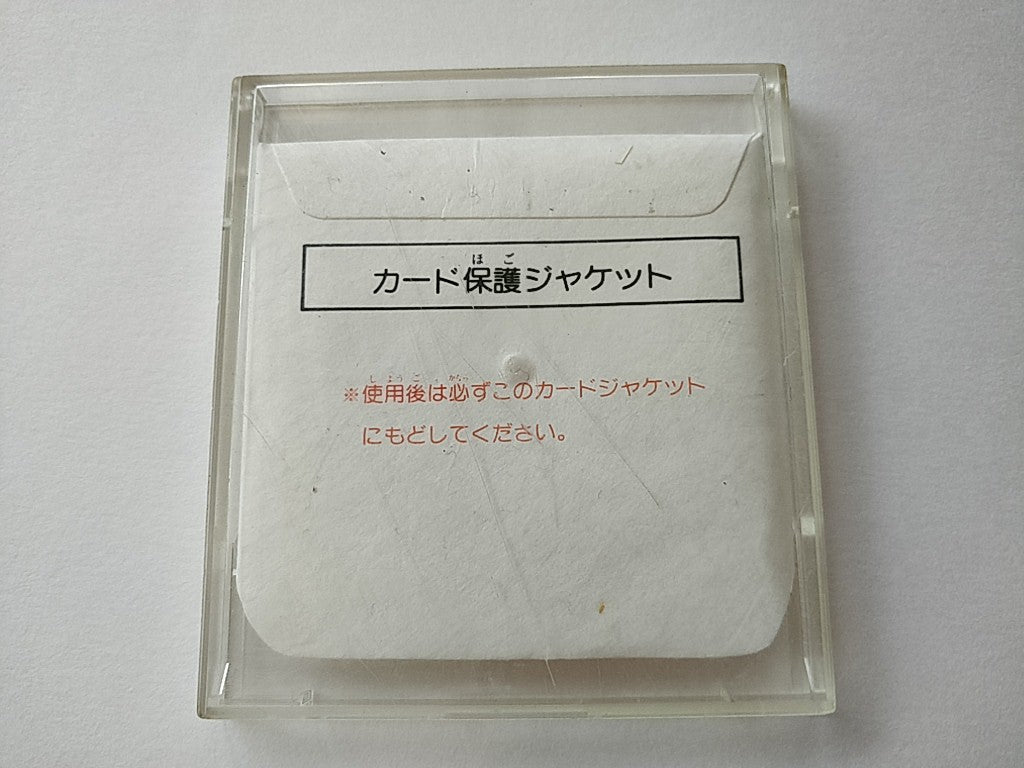 カード保護ジャケット
※使用後は必ずこのカードジャケット
にもどしてください。